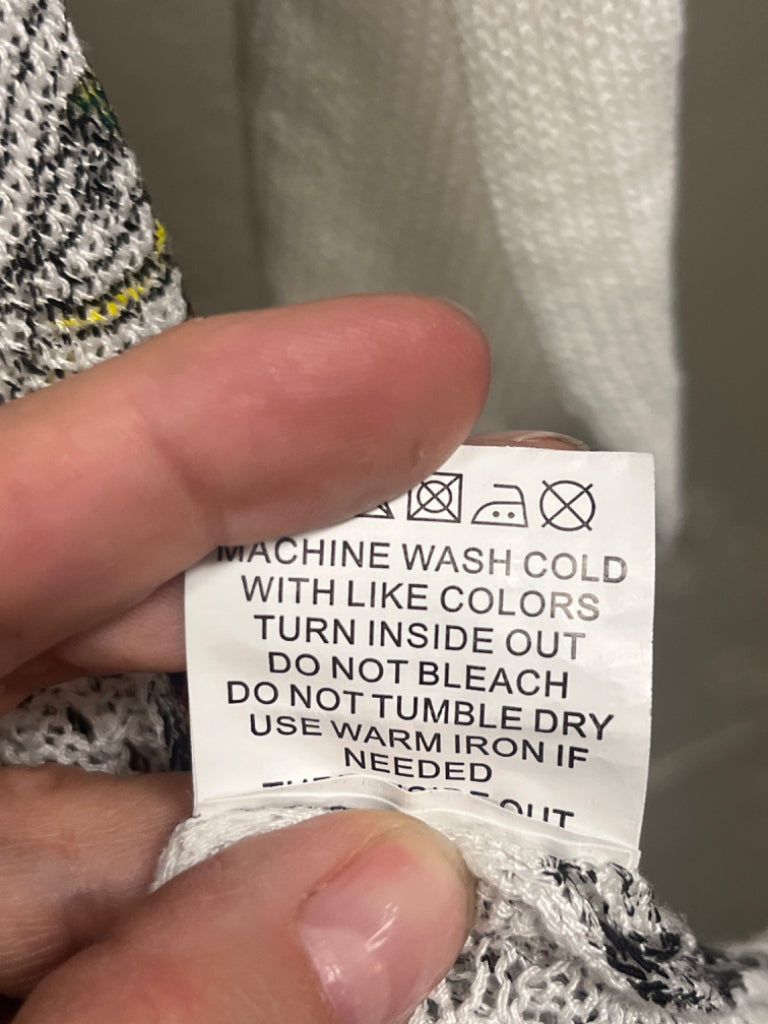 MACHINE WASH COLD
WITH LIKE COLORS
TURN INSIDE OUT
DO NOT BLEACH
DO NOT TUMBLE DRY
USE WARM IRON IF
NEEDED
OUT